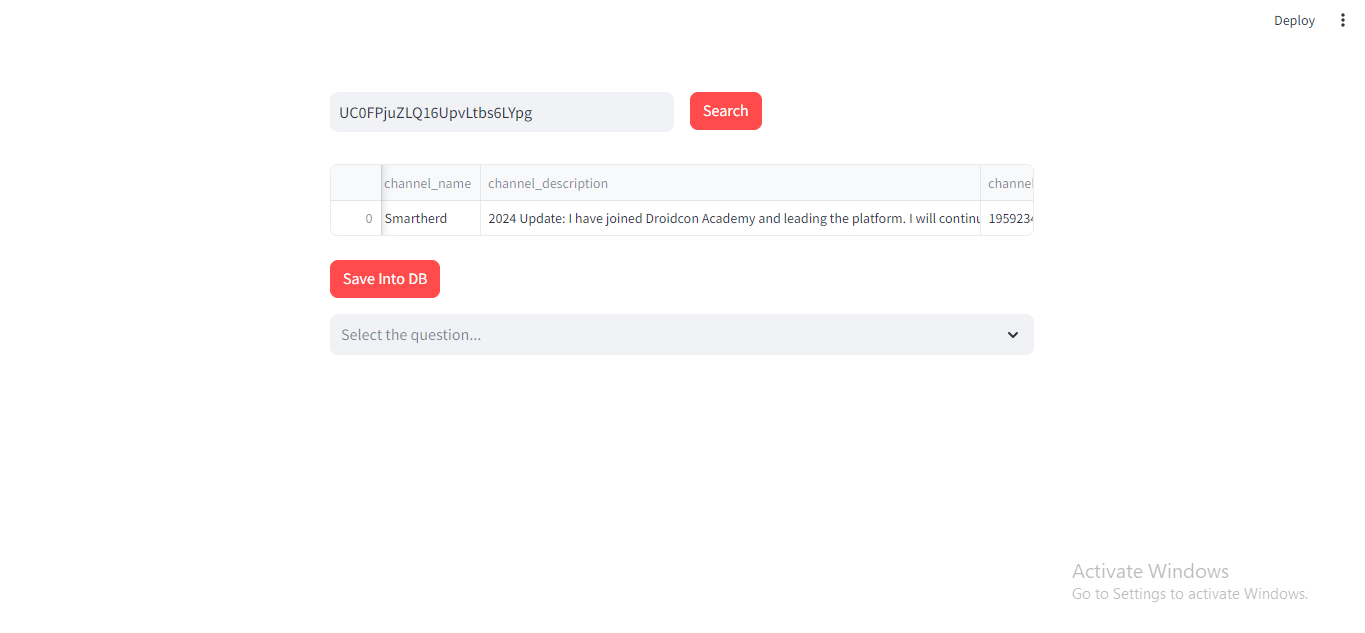 Deploy
UC0FPjuZLQ16UpvLtbs6LYpg
Search
channel_name channel_description channel
0 Smartherd 2024 Update: I have joined Droidcon Academy and leading the platform. I will continu 195923
Save Into DB
Select the question...
Activate Windows
Go to Settings to activate Windows.